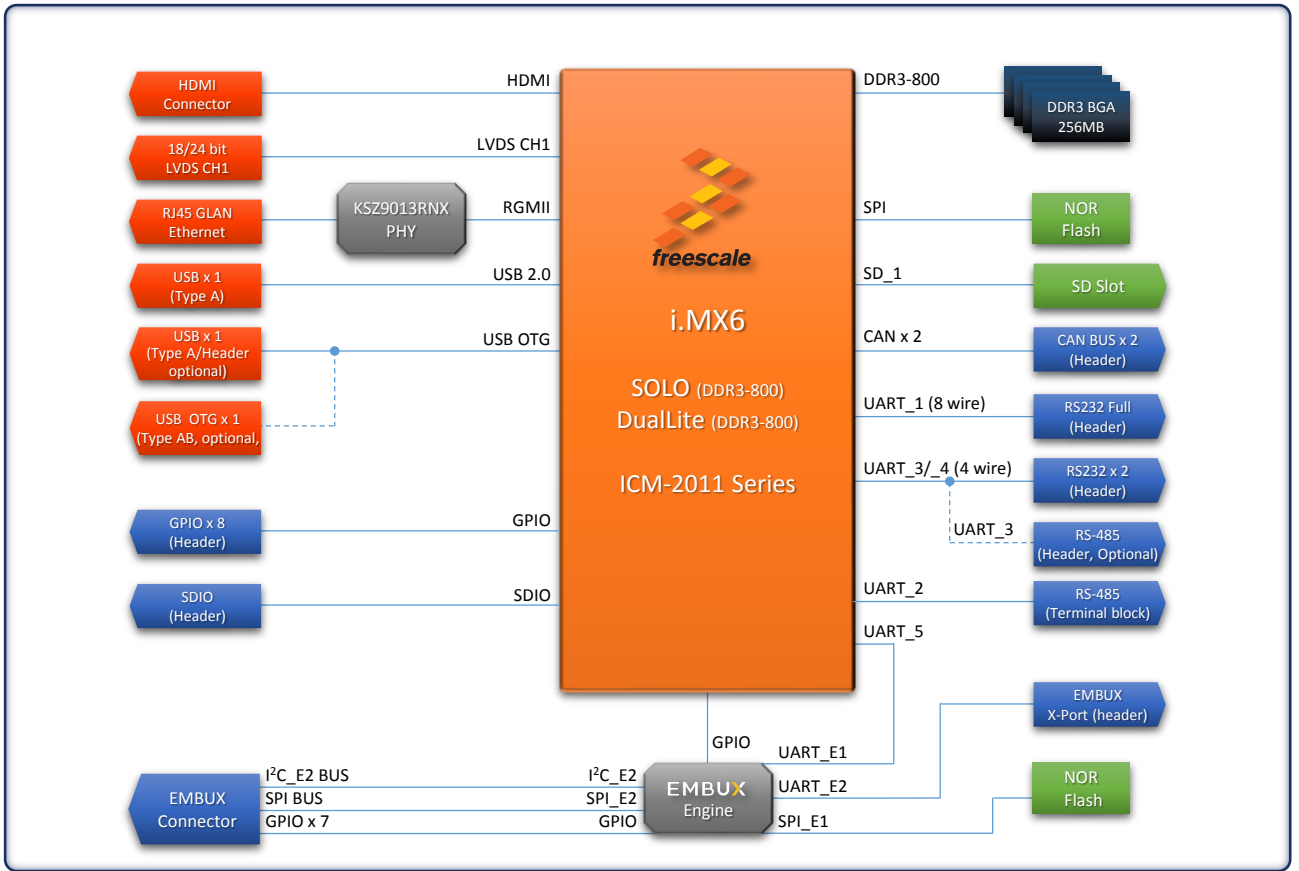 HDMI
Connector
HDMI
18/24 bit
LVDS CH1
LVDS CH1
RJ45 GLAN
Ethernet
KSZ9013RNX
PHY
RGMII
USB x 1
(Type A)
USB 2.0
USB x 1
(Type A/Header
optional)
USB OTG
USB OTG x 1
(Type AB, optional,
GPIO x 8
(Header)
GPIO
SDIO
(Header)
SDIO
freescale
i.MX6
SOLO (DDR3-800)
DualLite (DDR3-800)
ICM-2011 Series
DDR3-800
DDR3 BGA
256MB
SPI
NOR
Flash
SD_1
SD Slot
CAN x 2
CAN BUS x 2
(Header)
UART_1 (8 wire)
RS232 Full
(Header)
UART_3/_4 (4 wire)
RS232 x 2
(Header)
UART_3
RS-485
(Header, Optional)
UART_2
RS-485
(Terminal block)
UART_5
EMBUX
X-Port (header)
GPIO
UART_E1
EMBUX
Connector
I²C_E2 BUS
SPI BUS
GPIO x 7
I²C_E2
SPI_E2
GPIO
EMBUX
Engine
UART_E2
SPI_E1
NOR
Flash